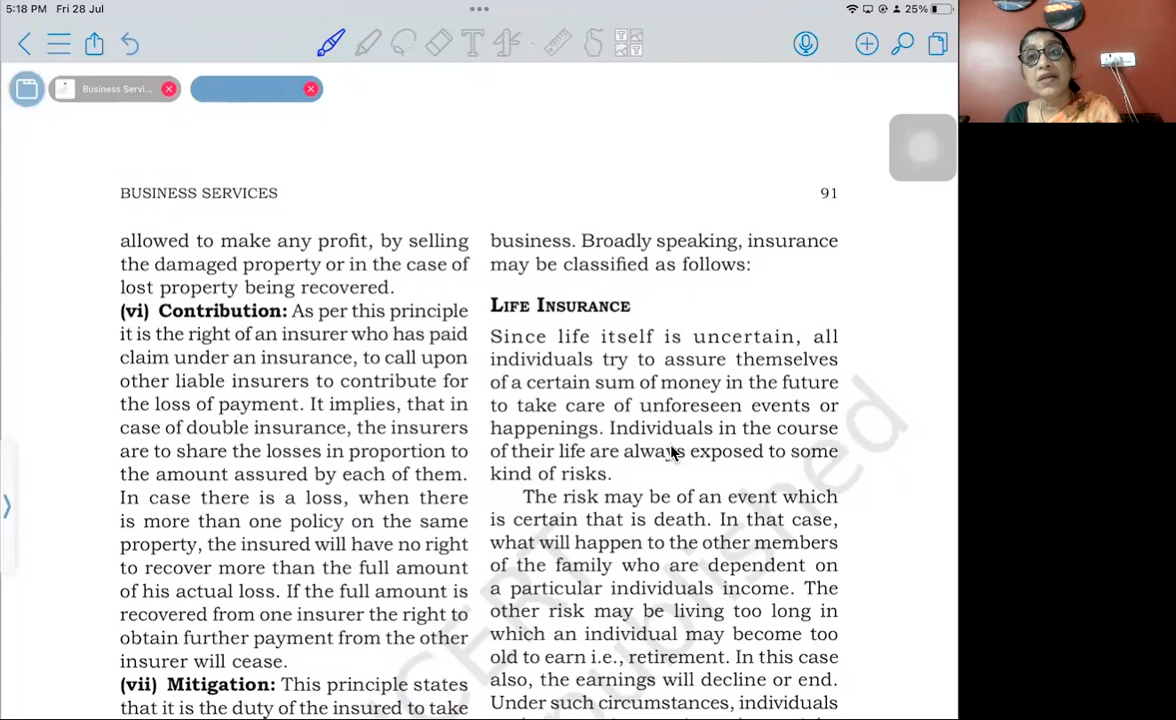 5:18 PM Fri 28 Jul
25%
Business Servi...
BUSINESS SERVICES
91
allowed to make any profit, by selling
the damaged property or in the case of
lost property being recovered.
(vi) Contribution: As per this principle
it is the right of an insurer who has paid
claim under an insurance, to call upon
other liable insurers to contribute for
the loss of payment. It implies, that in
case of double insurance, the insurers
are to share the losses in proportion to
the amount assured by each of them.
In case there is a loss, when there
is more than one policy on the same
property, the insured will have no right
to recover more than the full amount
of his actual loss. If the full amount is
recovered from one insurer the right to
obtain further payment from the other
insurer will cease.
(vii) Mitigation: This principle states
that it is the duty of the insured to take
business. Broadly speaking, insurance
may be classified as follows:
LIFE INSURANCE
Since life itself is uncertain, all
individuals try to assure themselves
of a certain sum of money in the future
to take care of unforeseen events or
happenings. Individuals in the course
of their life are always exposed to some
kind of risks.
The risk may be of an event which
is certain that is death. In that case,
what will happen to the other members
of the family who are dependent on
a particular individuals income. The
other risk may be living too long in
which an individual may become too
old to earn i.e., retirement. In this case
also, the earnings will decline or end.
Under such circumstances, individuals